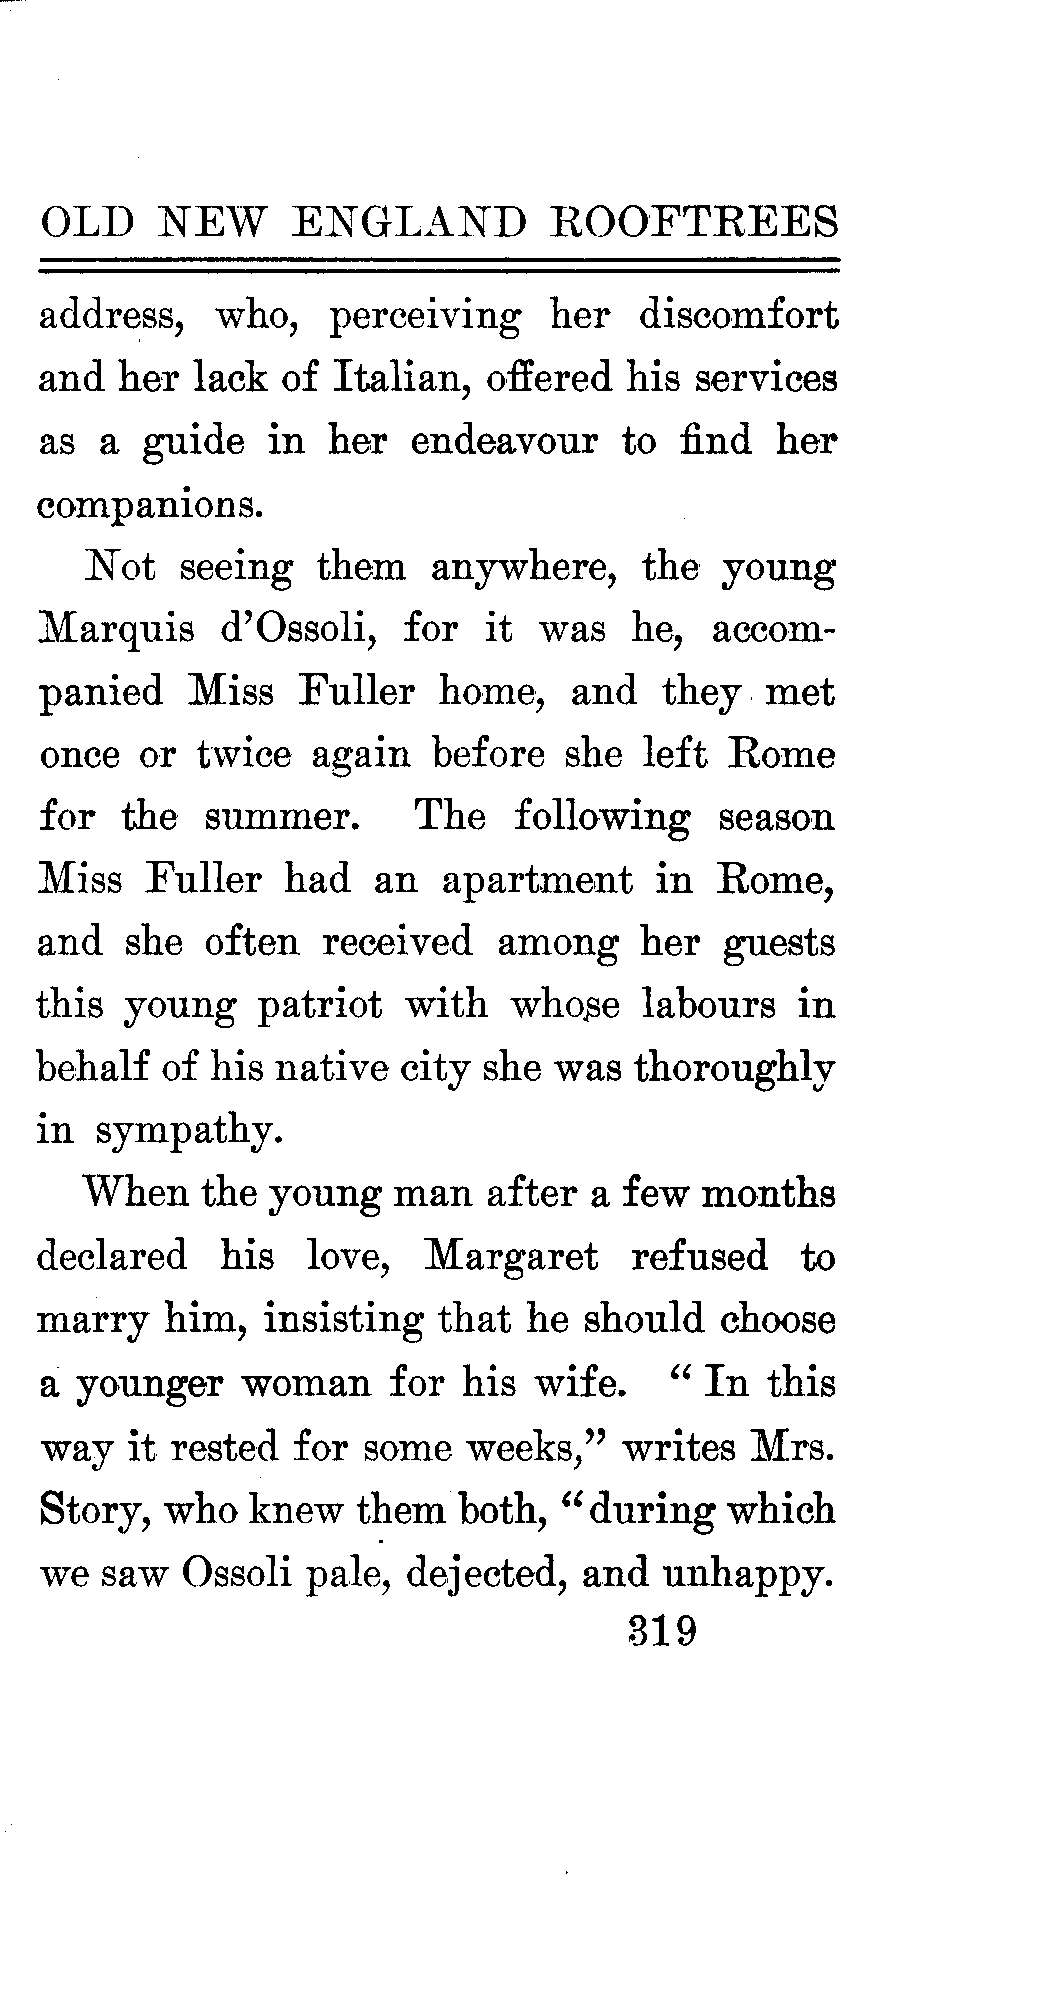 OLD NEW ENGLAND ROOFTREES
address, who, perceiving her discomfort
and her lack of Italian, offered his services
as a guide in her endeavour to find her
companions.
Not seeing them anywhere, the young
Marquis d'Ossoli, for it was he, accom-
panied Miss Fuller home, and they met
once or twice again before she left Rome
for the summer. The following season
Miss Fuller had an apartment in Rome,
and she often received among her guests
this young patriot with whose labours in
behalf of his native city she was thoroughly
in sympathy.
When the young man after a few months
declared his love, Margaret refused to
marry him, insisting that he should choose
a younger woman for his wife. " In this
way it rested for some weeks," writes Mrs.
Story, who knew them both, " during which
we saw Ossoli pale, dejected, and unhappy.
319